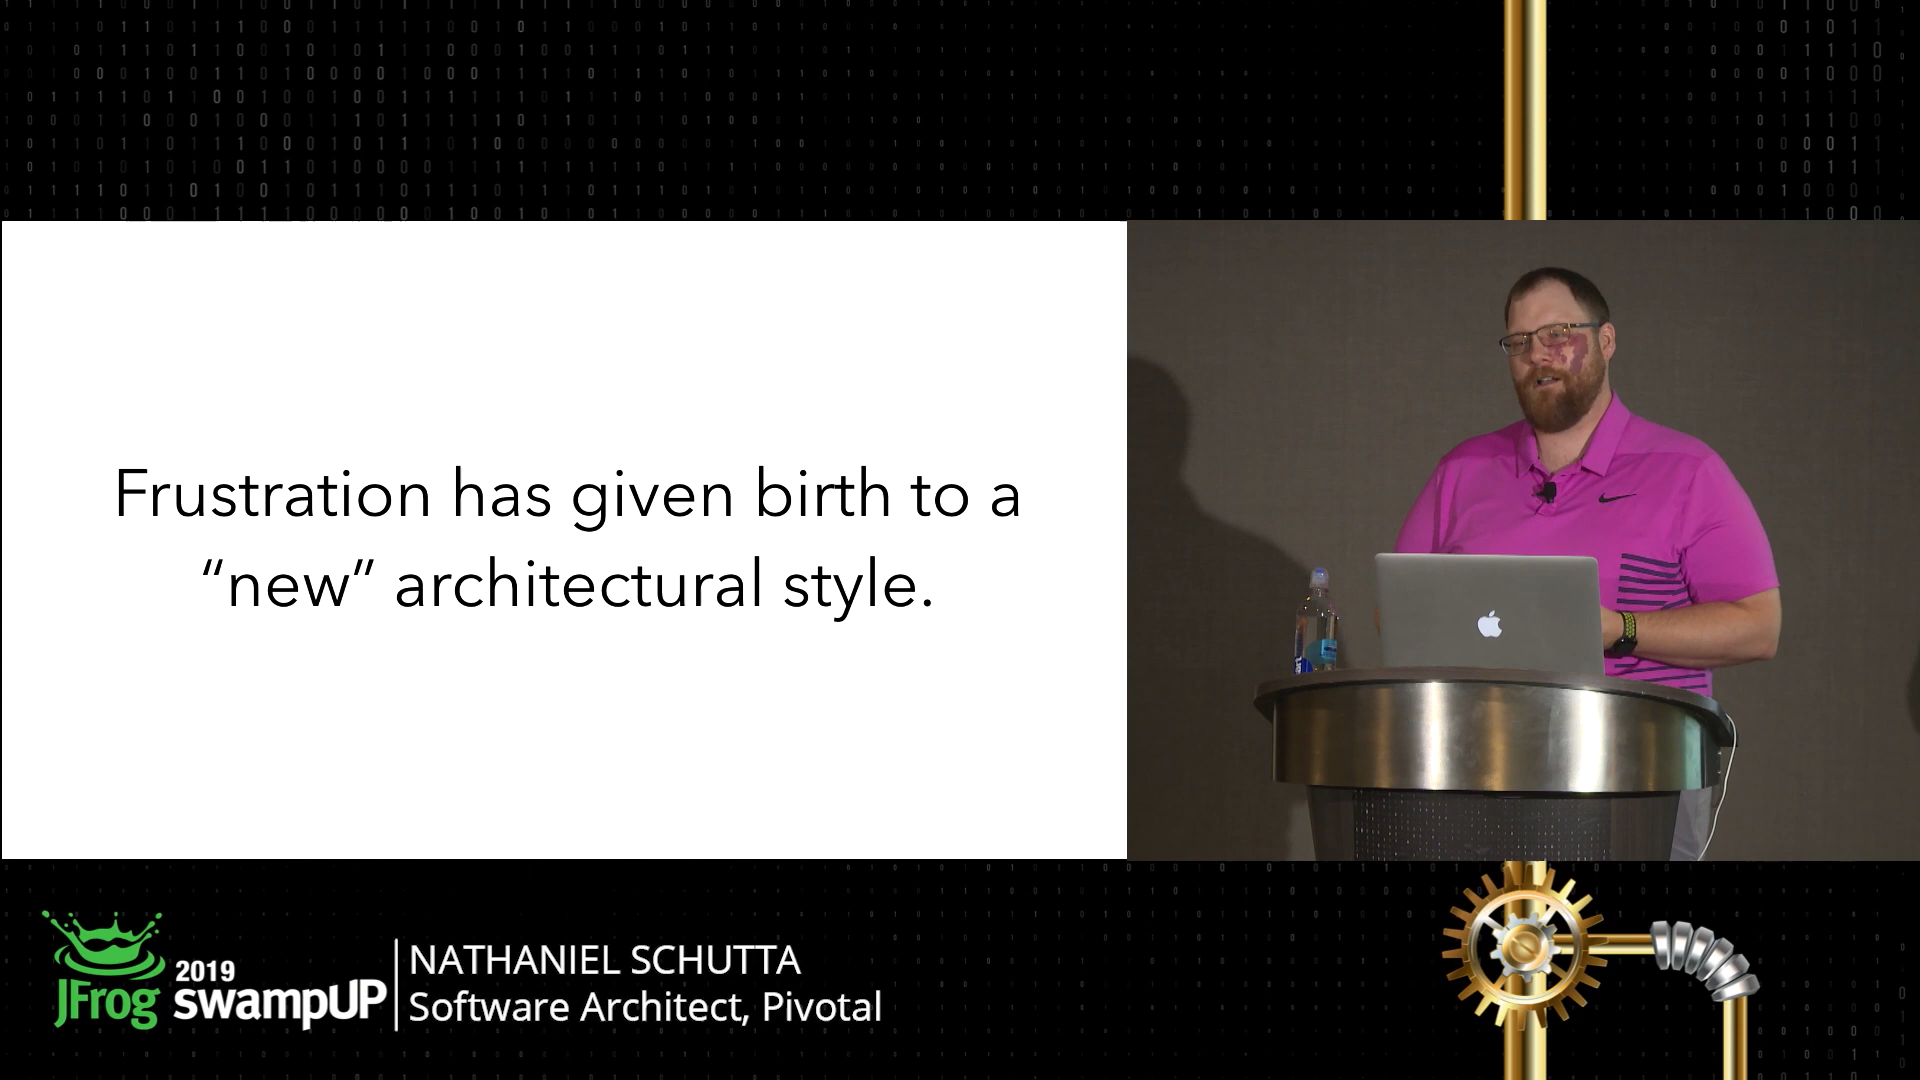 Frustration has given birth to a
“new” architectural style.
JFrog
2019
swampUP
NATHANIEL SCHUTTA
Software Architect, Pivotal